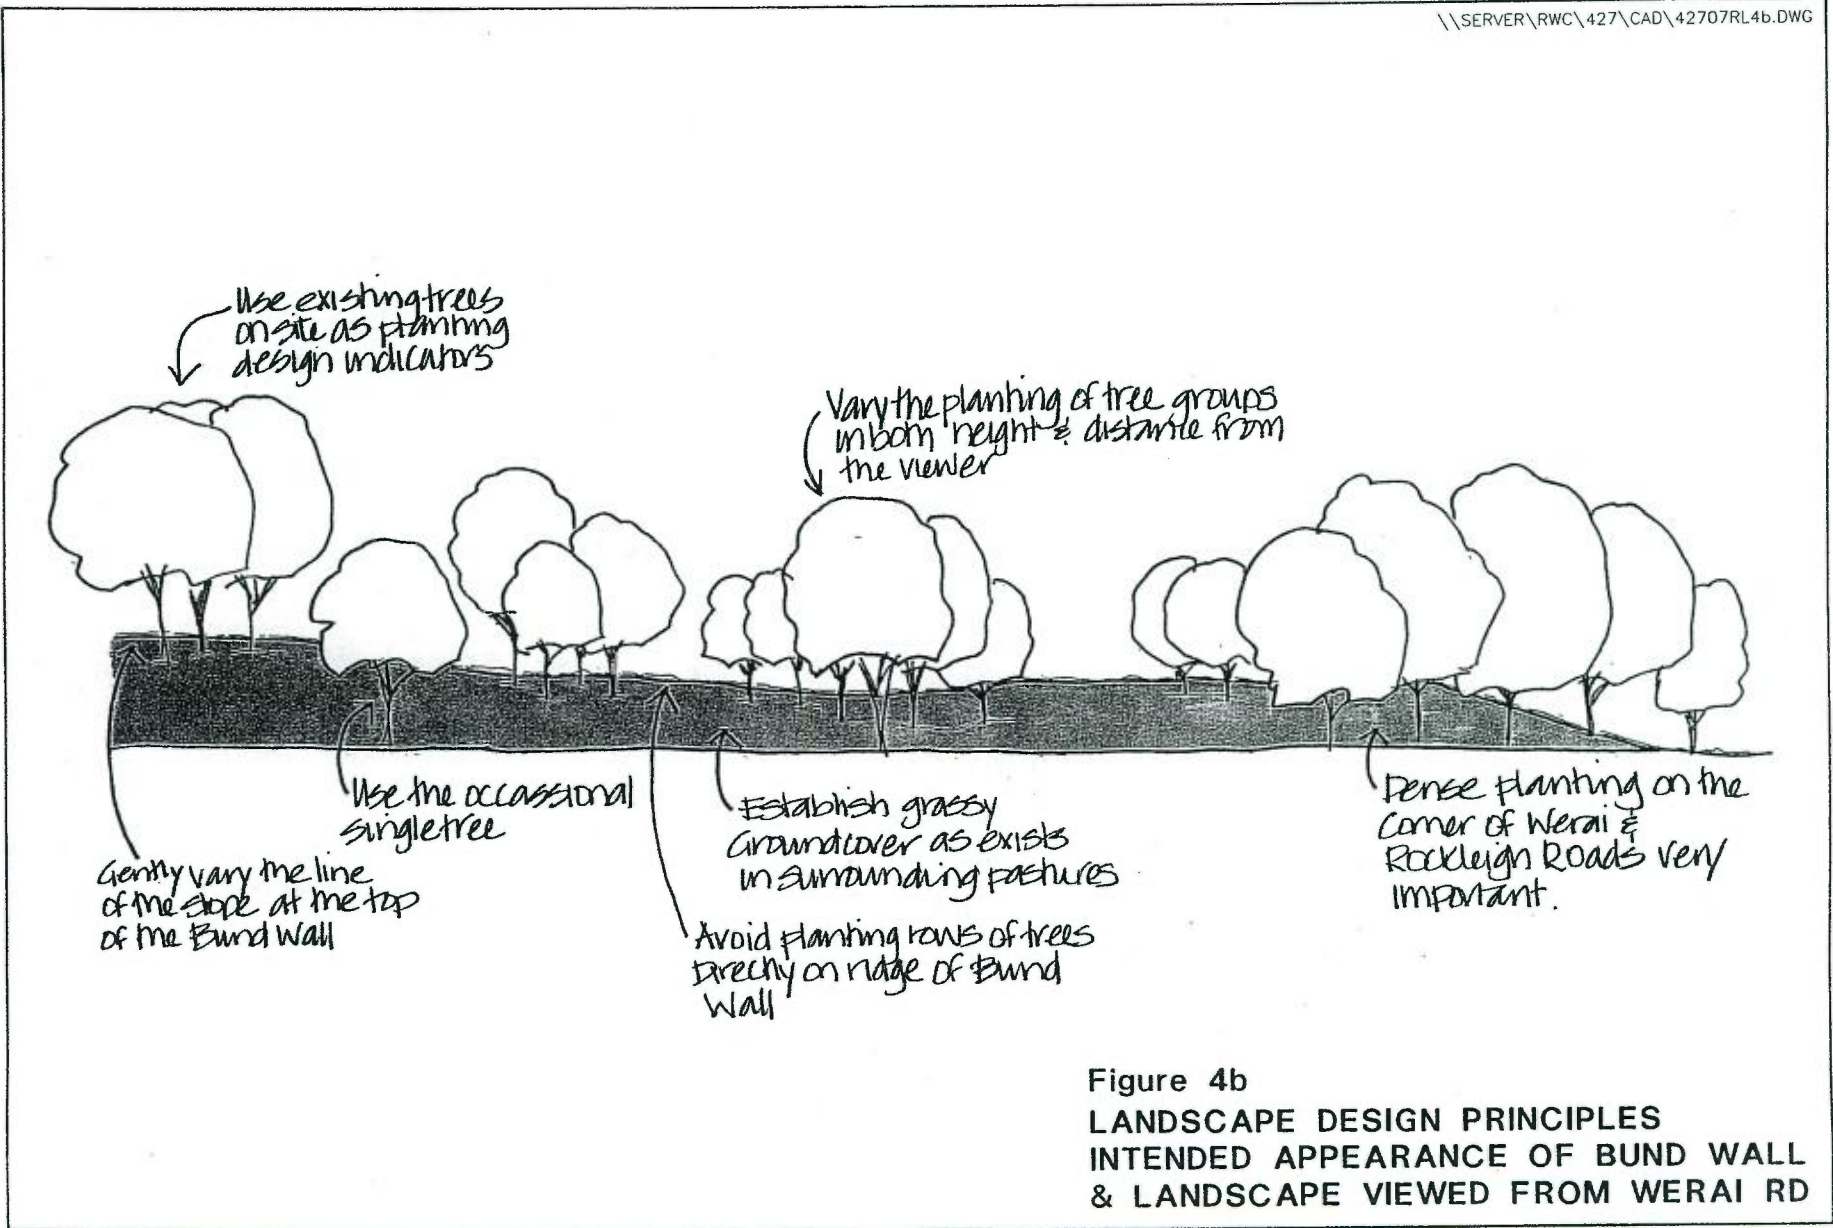 \\SERVER\RWC\427\CAD\42707RL4b.DWG
Use existing trees
on site as planting
design indicators
Vary the planting of tree groups
in both height & distance from
the viewer
Use the occassional
single tree
Gently vary the line
of the slope at the top
of the Bund Wall
Establish grassy
Groundcover as exists
in surrounding pastures
Avoid planting rows of trees
Directly on ridge of Bund
Wall
Dense planting on the
Corner of Werai &
Rockleigh Roads very
important.
Figure 4b
LANDSCAPE DESIGN PRINCIPLES
INTENDED APPEARANCE OF BUND WALL
& LANDSCAPE VIEWED FROM WERAI RD